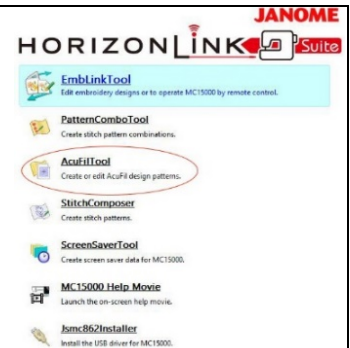 JANOME
HORIZONLINK Suite
EmbLinkTool
Edit embroidery designs or to operate MC15000 by remote control.
PatternComboTool
Create stitch pattern combinations.
AcuFilTool
Create or edit AcuFil design patterns.
StitchComposer
Create stitch patterns.
ScreenSaverTool
Create screen saver data for MC15000.
MC15000 Help Movie
Launch the on-screen help movie.
Jsmc862Installer
Install the USB driver for MC15000.